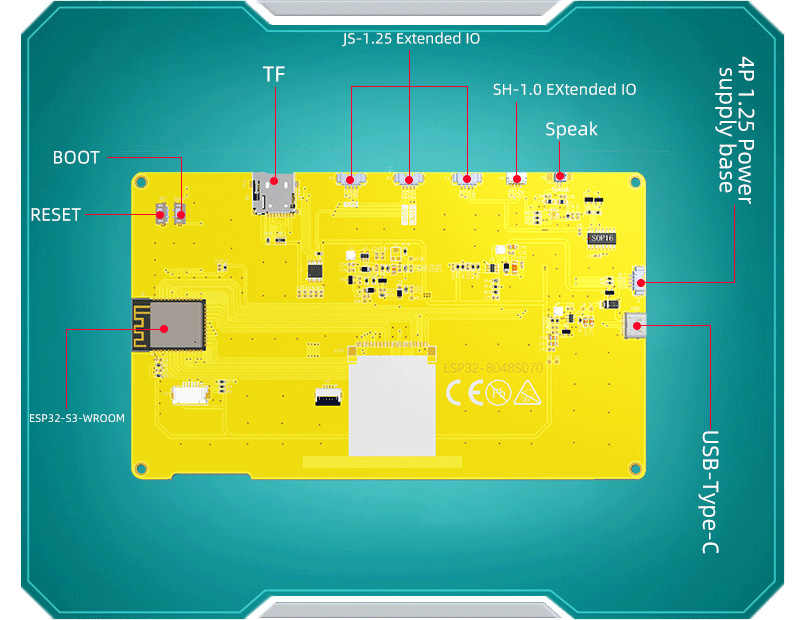 JS-1.25 Extended IO
TF
SH-1.0 EXtended IO
4P 1.25 Power
supply base
Speak
BOOT
RESET
SOP16
ESP32-8048S070
CE
Pb
ESP32-S3-WROOM
USB-Type-C